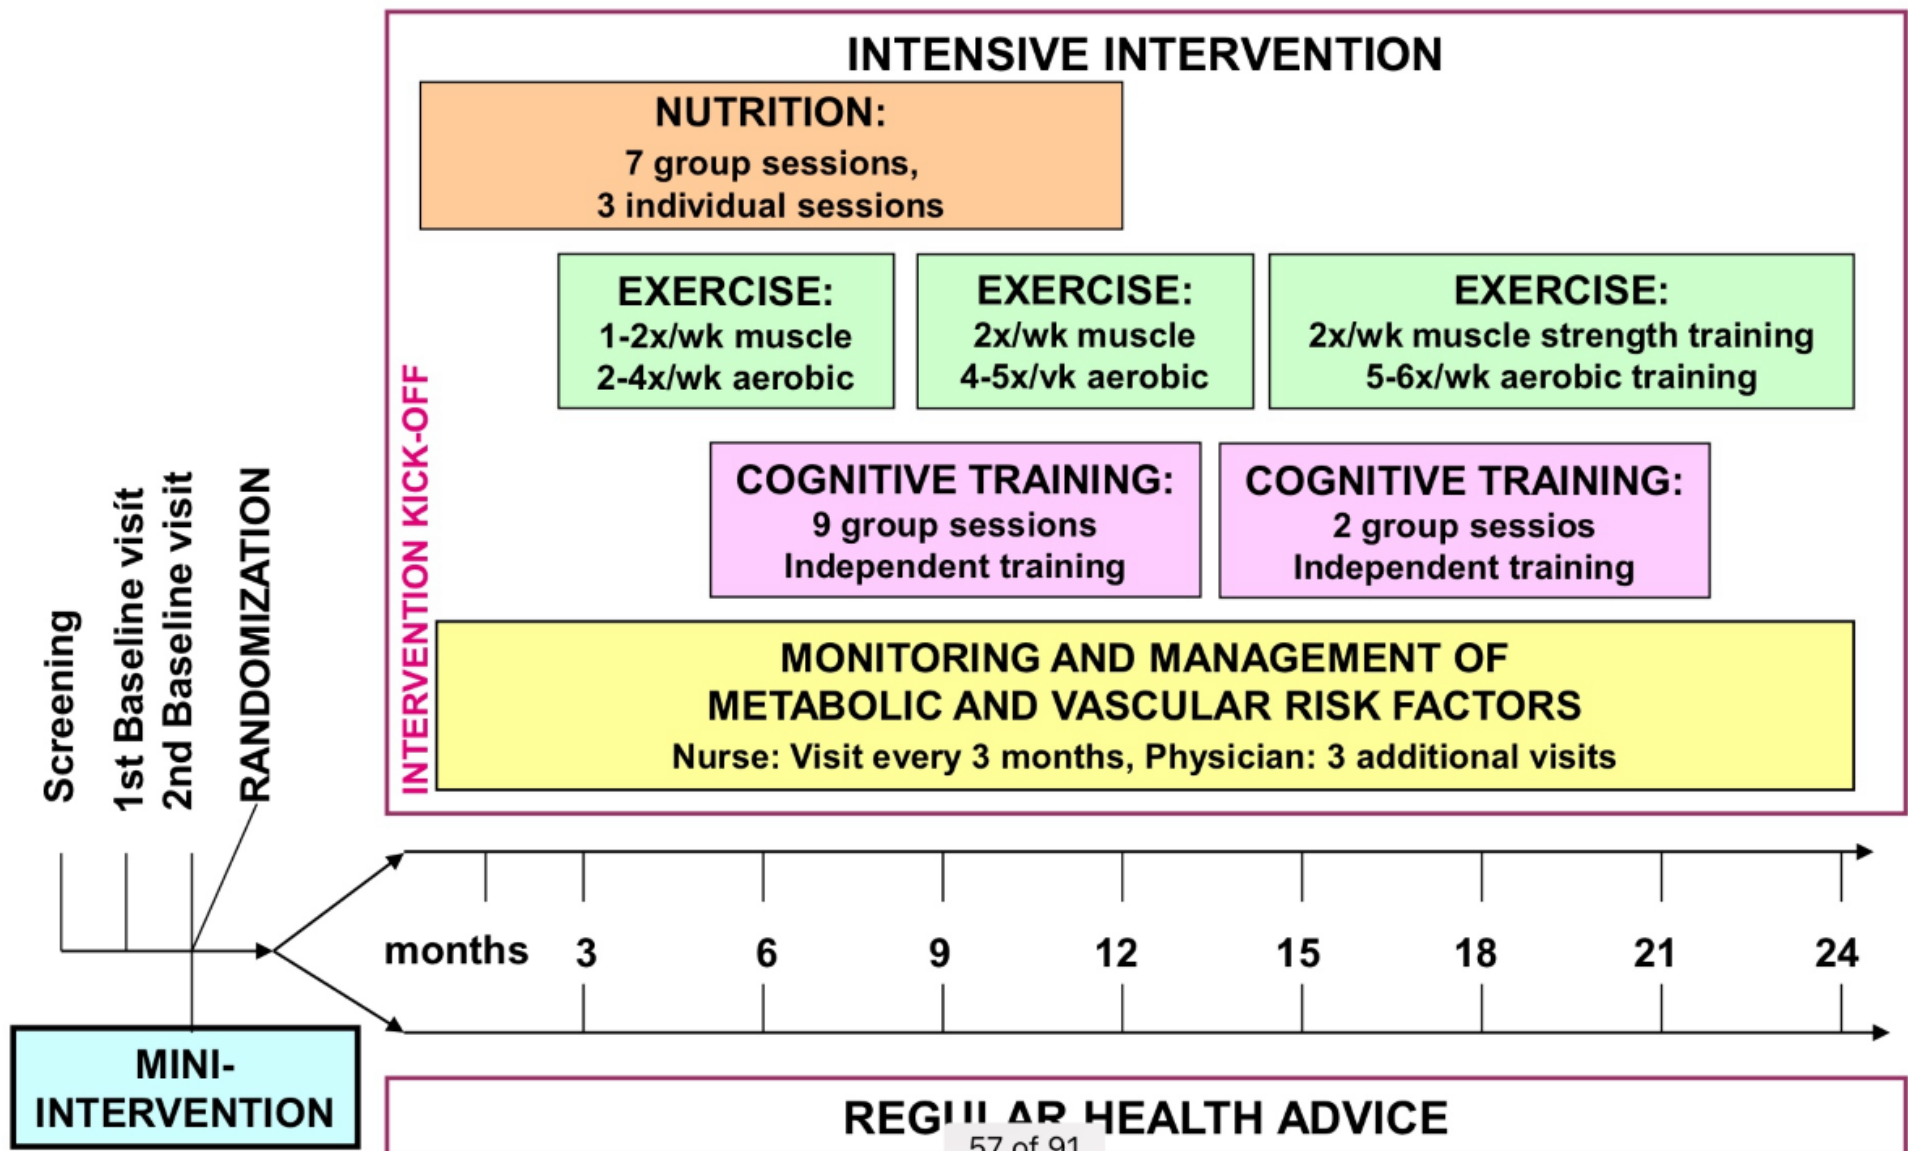 INTENSIVE INTERVENTION
NUTRITION:
7 group sessions,
3 individual sessions
EXERCISE:
1-2x/wk muscle
2-4x/wk aerobic
EXERCISE:
2x/wk muscle
4-5x/vk aerobic
EXERCISE:
2x/wk muscle strength training
5-6x/wk aerobic training
COGNITIVE TRAINING:
9 group sessions
Independent training
COGNITIVE TRAINING:
2 group sessios
Independent training
MONITORING AND MANAGEMENT OF
METABOLIC AND VASCULAR RISK FACTORS
Nurse: Visit every 3 months, Physician: 3 additional visits
INTERVENTION KICK-OFF
Screening
1st Baseline visít
2nd Baseline visit
RANDOMIZATION
months 3 6 9 12 15 18 21 24
MINI-
INTERVENTION
REGULAR HEALTH ADVICE
57 of 91